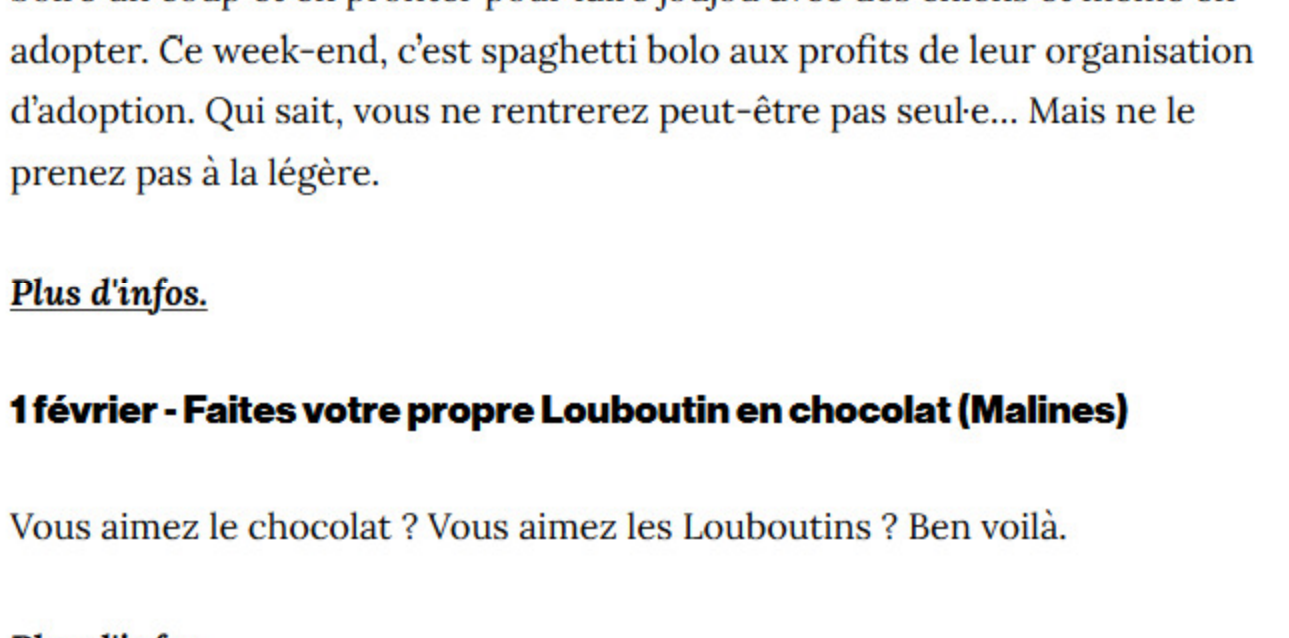 adopter. Ce week-end, c’est spaghetti bolo aux profits de leur organisation
d’adoption. Qui sait, vous ne rentrerez peut-être pas seul·e… Mais ne le
prenez pas à la légère.
Plus d'infos.
1 février - Faites votre propre Louboutin en chocolat (Malines)
Vous aimez le chocolat ? Vous aimez les Louboutins ? Ben voilà.